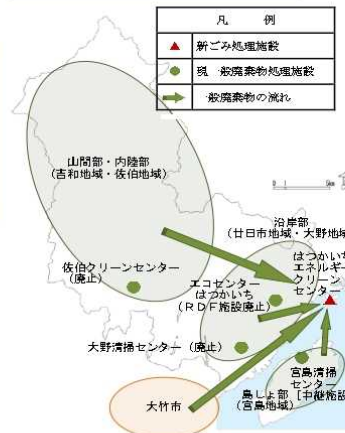 凡 例
新ごみ処理施設
現 一般廃棄物処理施設
一般廃棄物の流れ
山間部・内陸部
(吉和地域・佐伯地域)
沿岸部
(廿日市地域・大野地域
はつかいち
エネルギー
クリーン
センター
佐伯クリーンセンター
(廃止)
エコセンター
はつかいち
(RDF施設廃止)
大野清掃センター(廃止)
宮島清掃
センター
[中継施設
島しょ部
(宮島地域)
大竹市